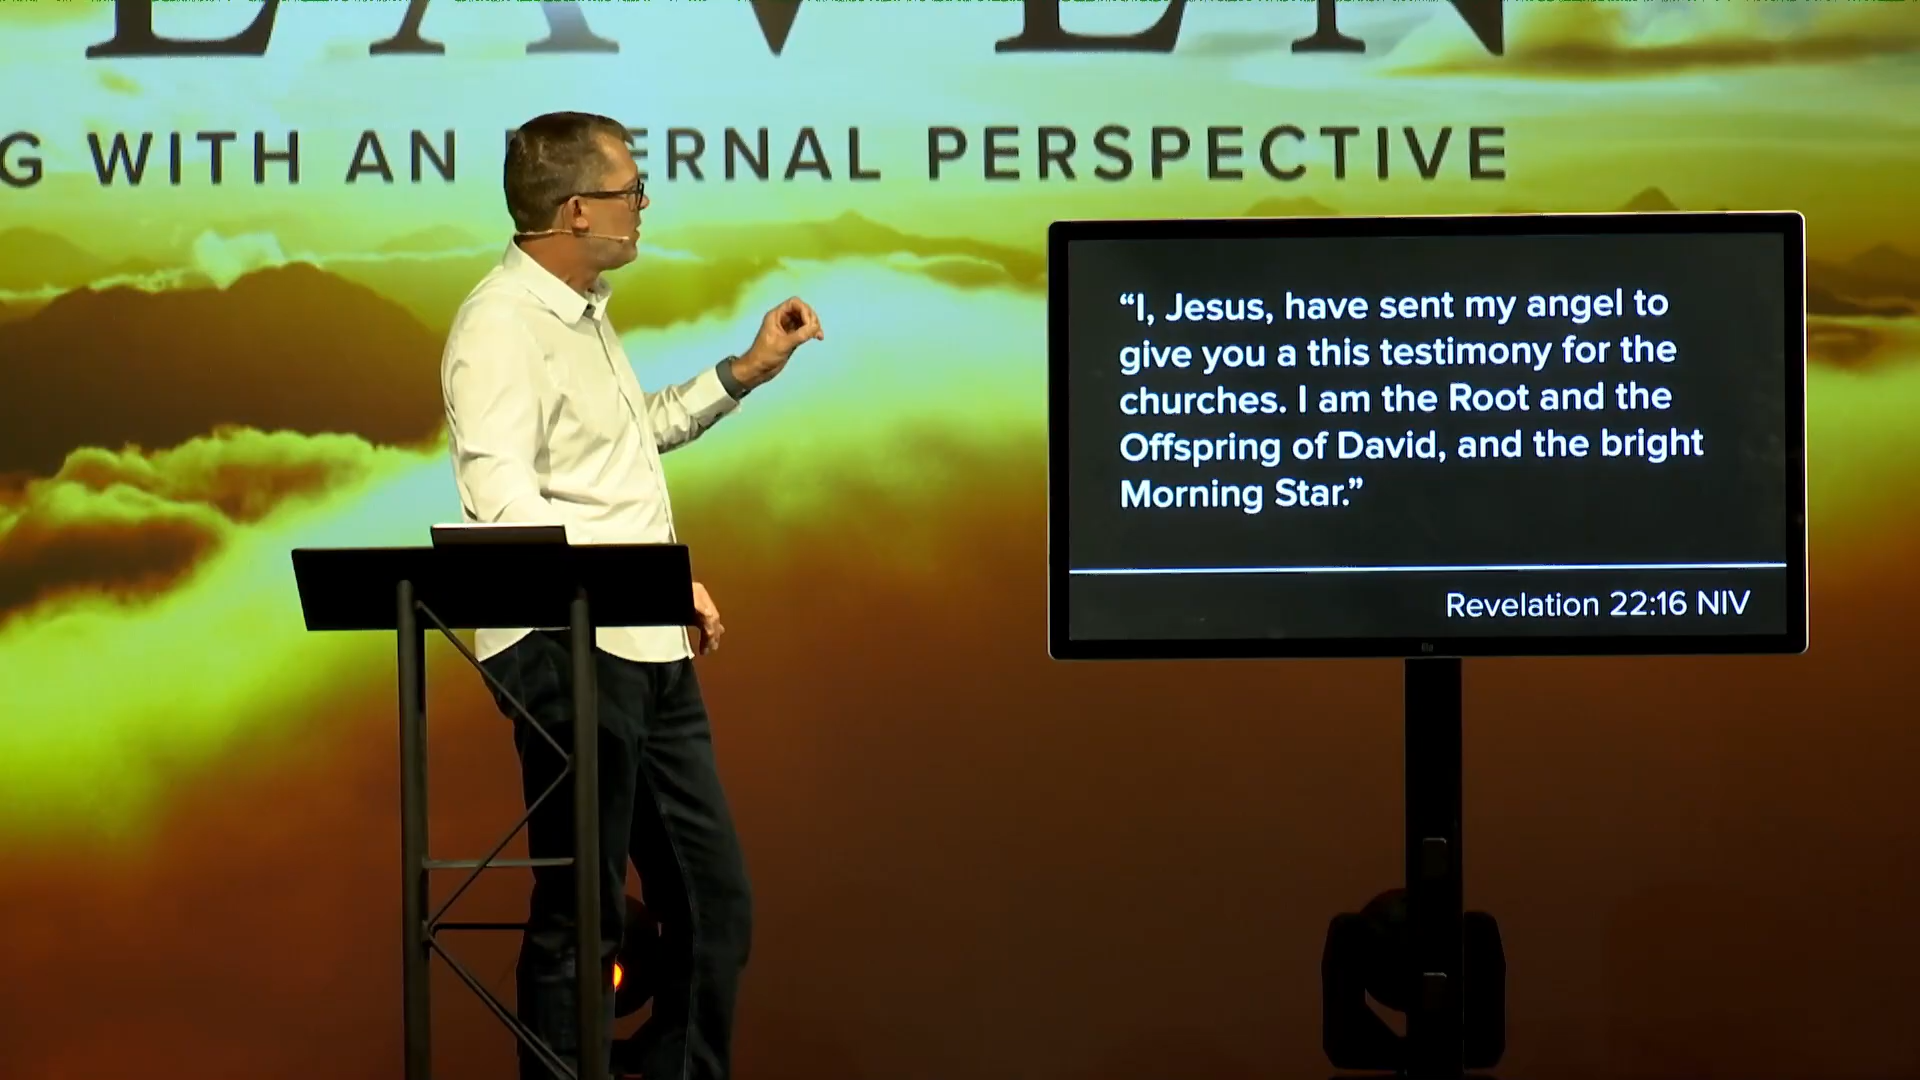 G WITH AN ERNAL PERSPECTIVE
“I, Jesus, have sent my angel to
give you a this testimony for the
churches. I am the Root and the
Offspring of David, and the bright
Morning Star.”
Revelation 22:16 NIV